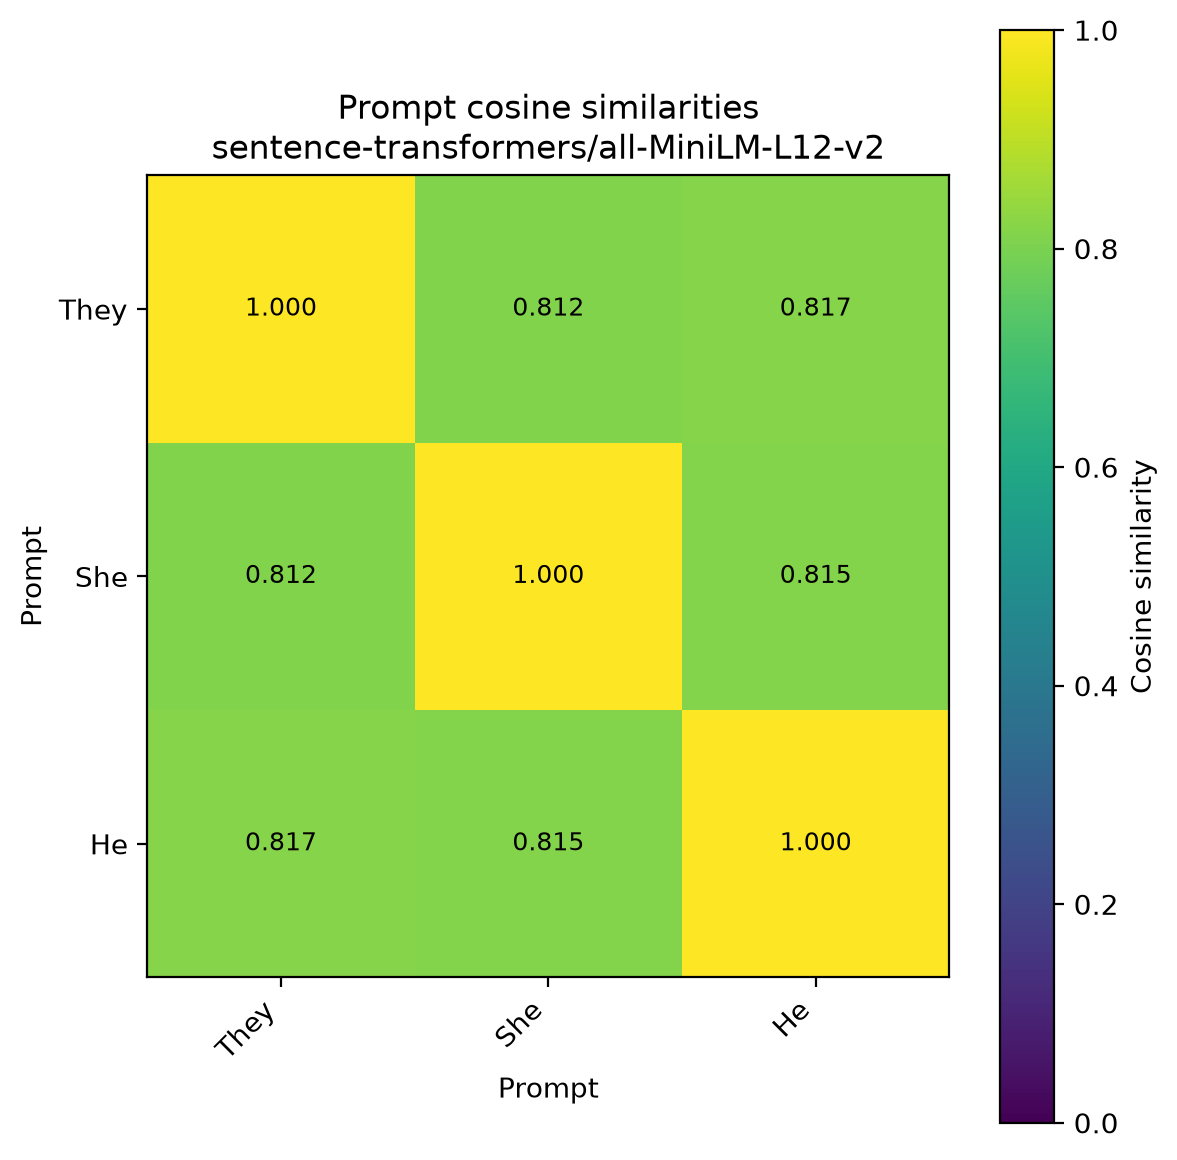 Prompt cosine similarities
sentence-transformers/all-MiniLM-L12-v2
They
1.000
0.812
0.817
She
0.812
1.000
0.815
He
0.817
0.815
1.000
They
She
He
Prompt
Prompt
1.0
0.8
0.6
0.4
0.2
0.0
Cosine similarity